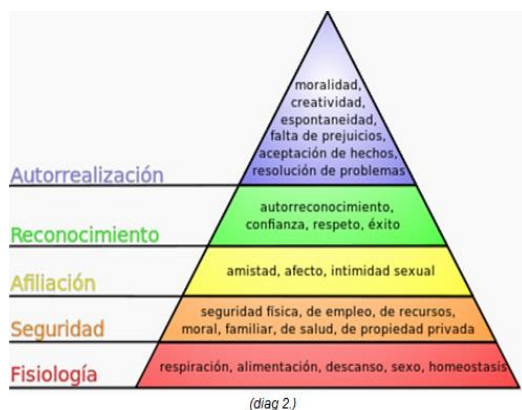 moralidad,
creatividad,
espontaneidad,
falta de prejuicios,
aceptación de hechos,
resolución de problemas
Autorrealización
autorreconocimiento,
confianza, respeto, éxito
Reconocimiento
amistad, afecto, intimidad sexual
Afiliación
seguridad física, de empleo, de recursos,
moral, familiar, de salud, de propiedad privada
Seguridad
respiración, alimentación, descanso, sexo, homeostasis
Fisiología
(diag 2.)